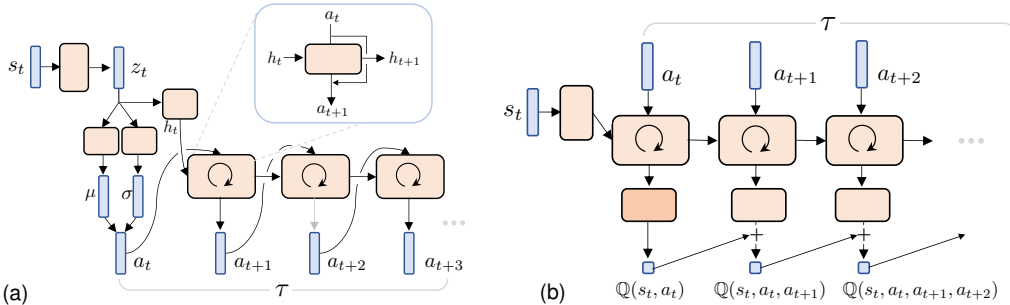 a_t
h_t
h_{t+1}
a_{t+1}
s_t
z_t
h_t
μ
σ
a_t
a_{t+1}
a_{t+2}
a_{t+3}
...
τ
(a)
τ
a_t
a_{t+1}
a_{t+2}
s_t
...
+
+
ℚ(s_t, a_t)
ℚ(s_t, a_t, a_{t+1})
ℚ(s_t, a_t, a_{t+1}, a_{t+2})
(b)